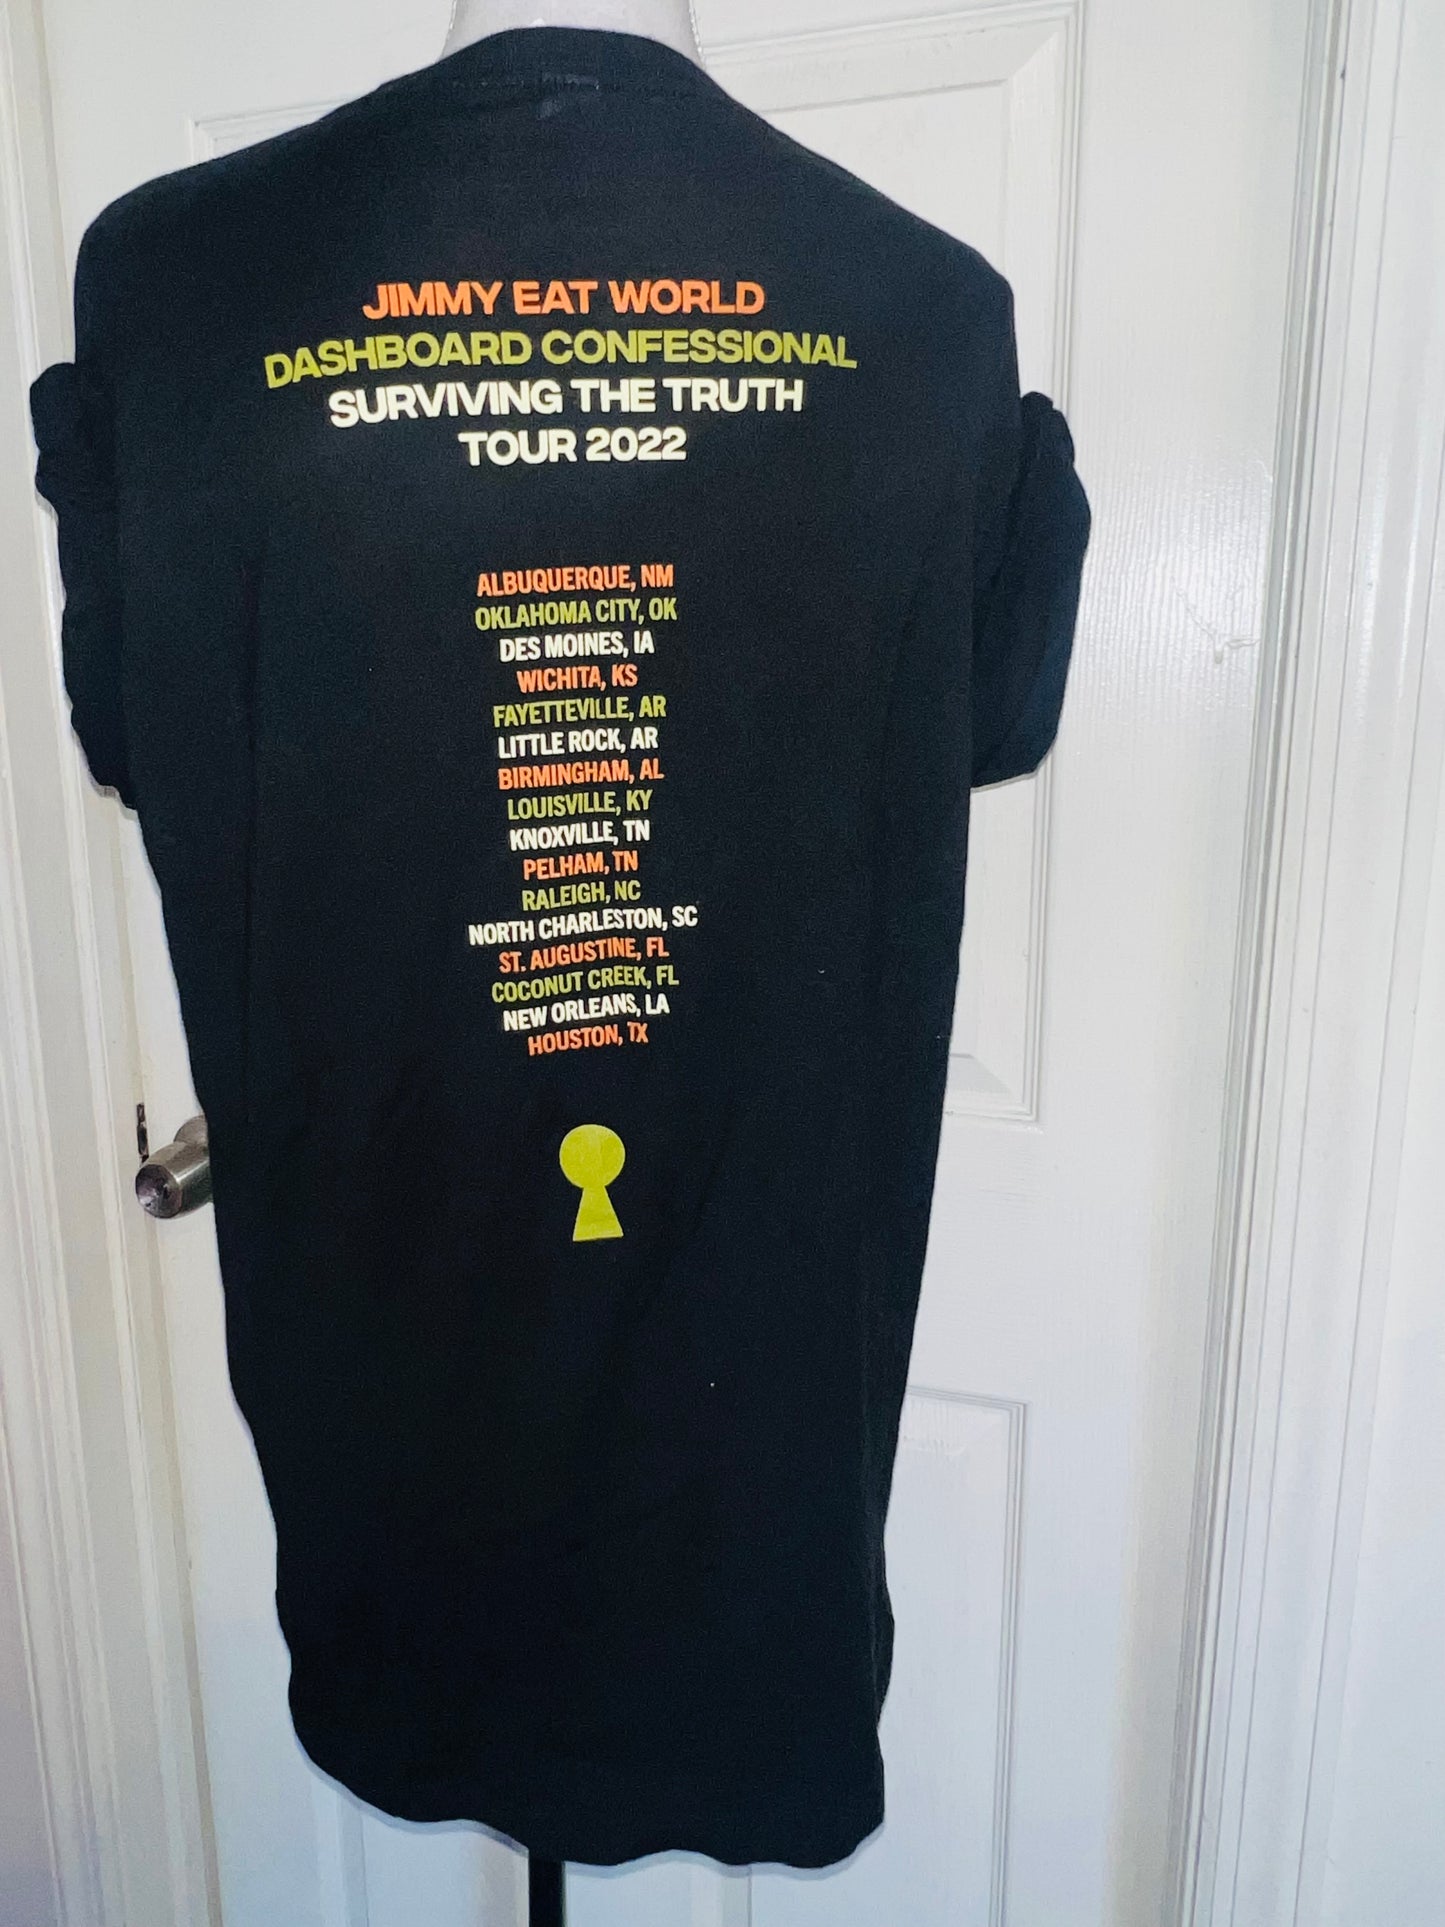 JIMMY EAT WORLD
DASHBOARD CONFESSIONAL
SURVIVING THE TRUTH
TOUR 2022
ALBUQUERQUE, NM
OKLAHOMA CITY, OK
DES MOINES, IA
WICHITA, KS
FAYETTEVILLE, AR
LITTLE ROCK, AR
BIRMINGHAM, AL
LOUISVILLE, KY
KNOXVILLE, TN
PELHAM, TN
RALEIGH, NC
NORTH CHARLESTON, SC
ST. AUGUSTINE, FL
COCONUT CREEK, FL
NEW ORLEANS, LA
HOUSTON, TX